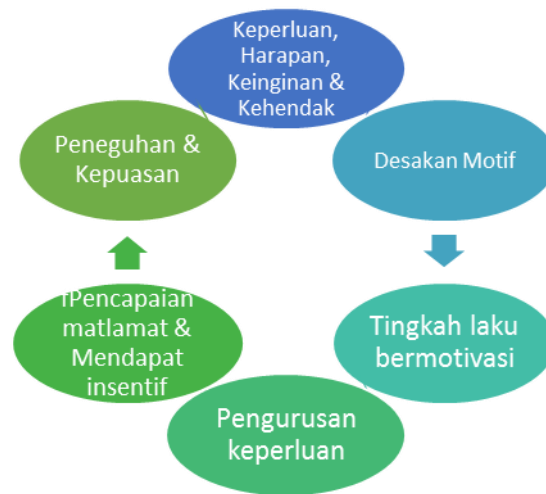 Keperluan,
Harapan,
Keinginan &
Kehendak
Desakan Motif
Tingkah laku
bermotivasi
Pengurusan
keperluan
fPencapaian
matlamat &
Mendapat
insentif
Peneguhan &
Kepuasan